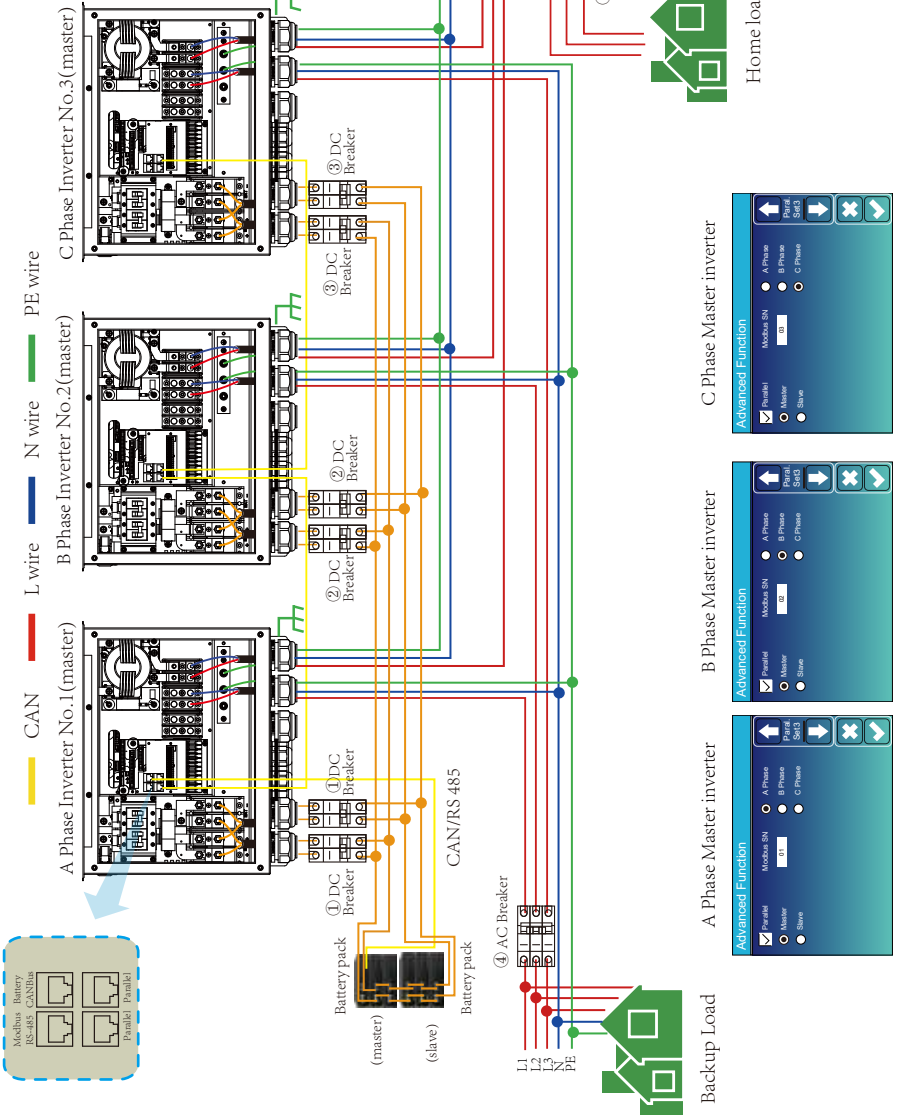 CAN
L wire
N wire
PE wire
Modbus
RS-485
Battery
CANBus
Parallel
Parallel
A Phase Inverter No.1(master)
B Phase Inverter No.2(master)
C Phase Inverter No.3(master)
① DC
Breaker
①DC
Breaker
② DC
Breaker
② DC
Breaker
③ DC
Breaker
③ DC
Breaker
Battery pack
(master)
(slave)
Battery pack
CAN/RS 485
④ AC Breaker
L1
L2
L3
N
PE
Backup Load
Home loa
A Phase Master inverter
Advanced Function
Parallel
Master
Slave
Modbus SN
01
A Phase
B Phase
C Phase
Paral.
Set3
B Phase Master inverter
Advanced Function
Parallel
Master
Slave
Modbus SN
02
A Phase
B Phase
C Phase
Paral.
Set3
C Phase Master inverter
Advanced Function
Parallel
Master
Slave
Modbus SN
03
A Phase
B Phase
C Phase
Paral.
Set3